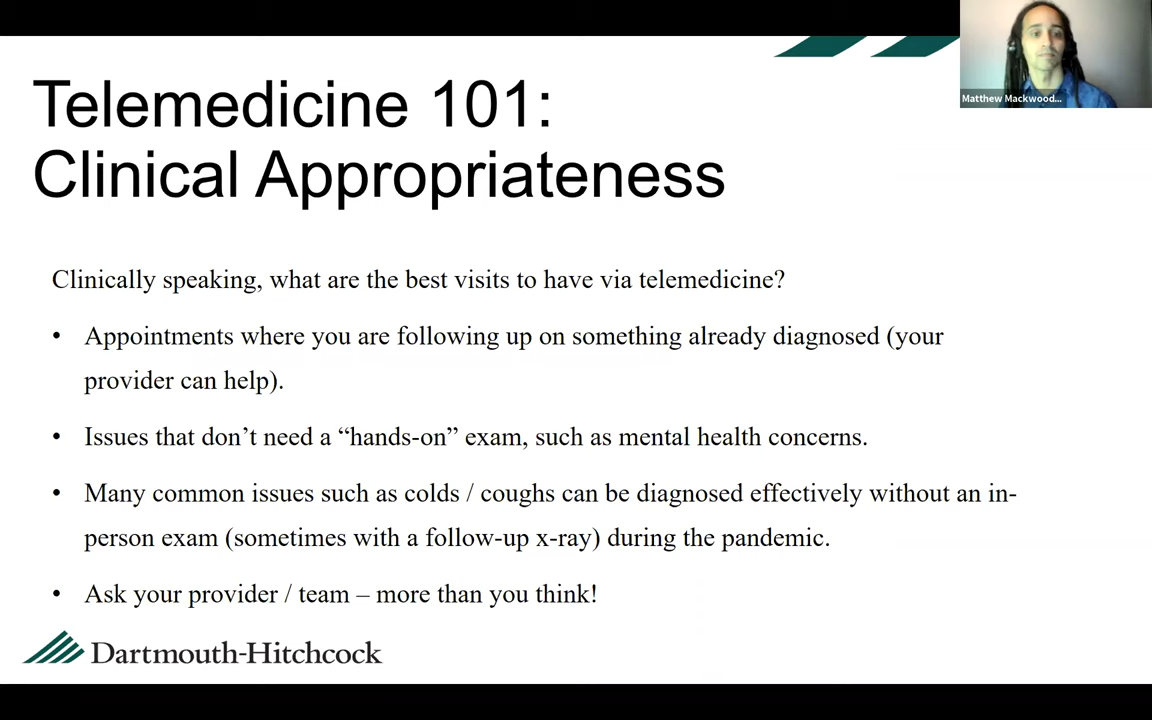 Telemedicine 101:
Clinical Appropriateness
Matthew Mackwood...
Clinically speaking, what are the best visits to have via telemedicine?
• Appointments where you are following up on something already diagnosed (your
provider can help).
• Issues that don’t need a “hands-on” exam, such as mental health concerns.
• Many common issues such as colds / coughs can be diagnosed effectively without an in-
person exam (sometimes with a follow-up x-ray) during the pandemic.
• Ask your provider / team – more than you think!
Dartmouth-Hitchcock